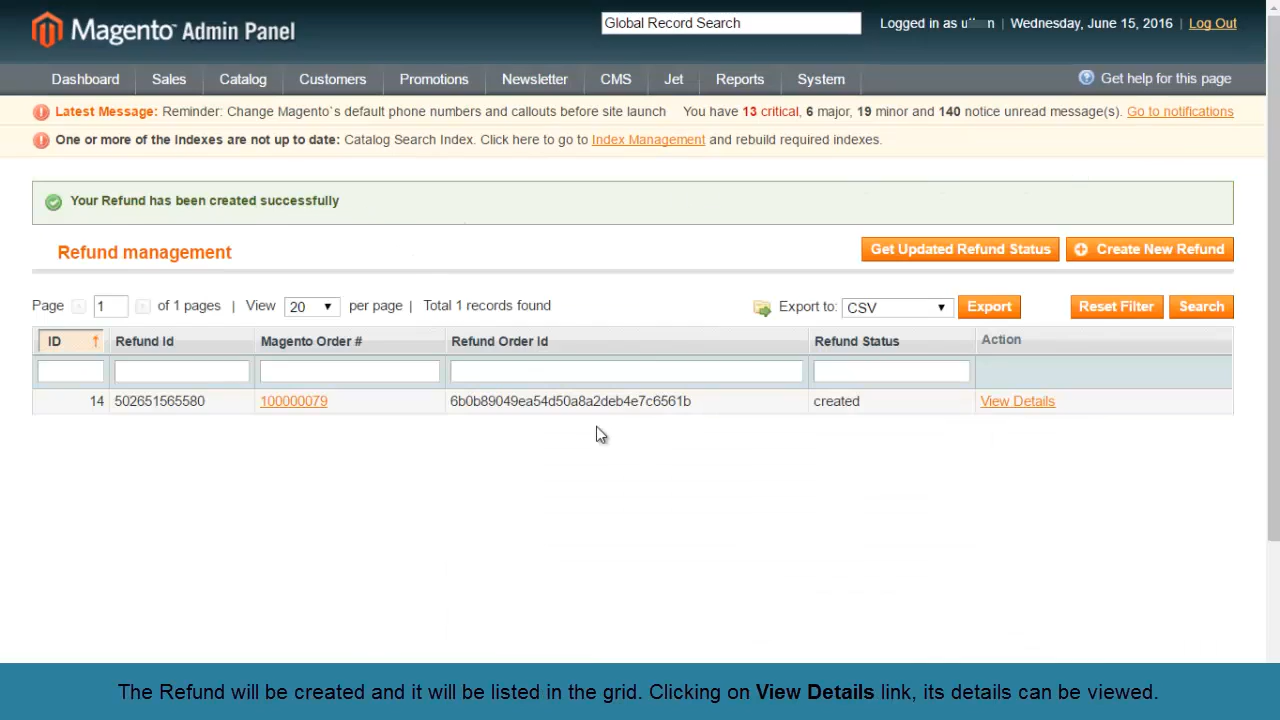 Magento Admin Panel
Global Record Search
Logged in as | Wednesday, June 15, 2016 | Log Out
Dashboard Sales Catalog Customers Promotions Newsletter CMS Jet Reports System Get help for this page
Latest Message: Reminder: Change Magento`s default phone numbers and callouts before site launch You have 13 critical, 6 major, 19 minor and 140 notice unread message(s). Go to notifications
One or more of the Indexes are not up to date: Catalog Search Index. Click here to go to Index Management and rebuild required indexes.
Your Refund has been created successfully
Refund management Get Updated Refund Status Create New Refund
Page 1 of 1 pages | View 20 per page | Total 1 records found Export to: CSV Export Reset Filter Search
ID Refund Id Magento Order # Refund Order Id Refund Status Action
14 502651565580 100000079 6b0b89049ea54d50a8a2deb4e7c6561b created View Details
The Refund will be created and it will be listed in the grid. Clicking on View Details link, its details can be viewed.